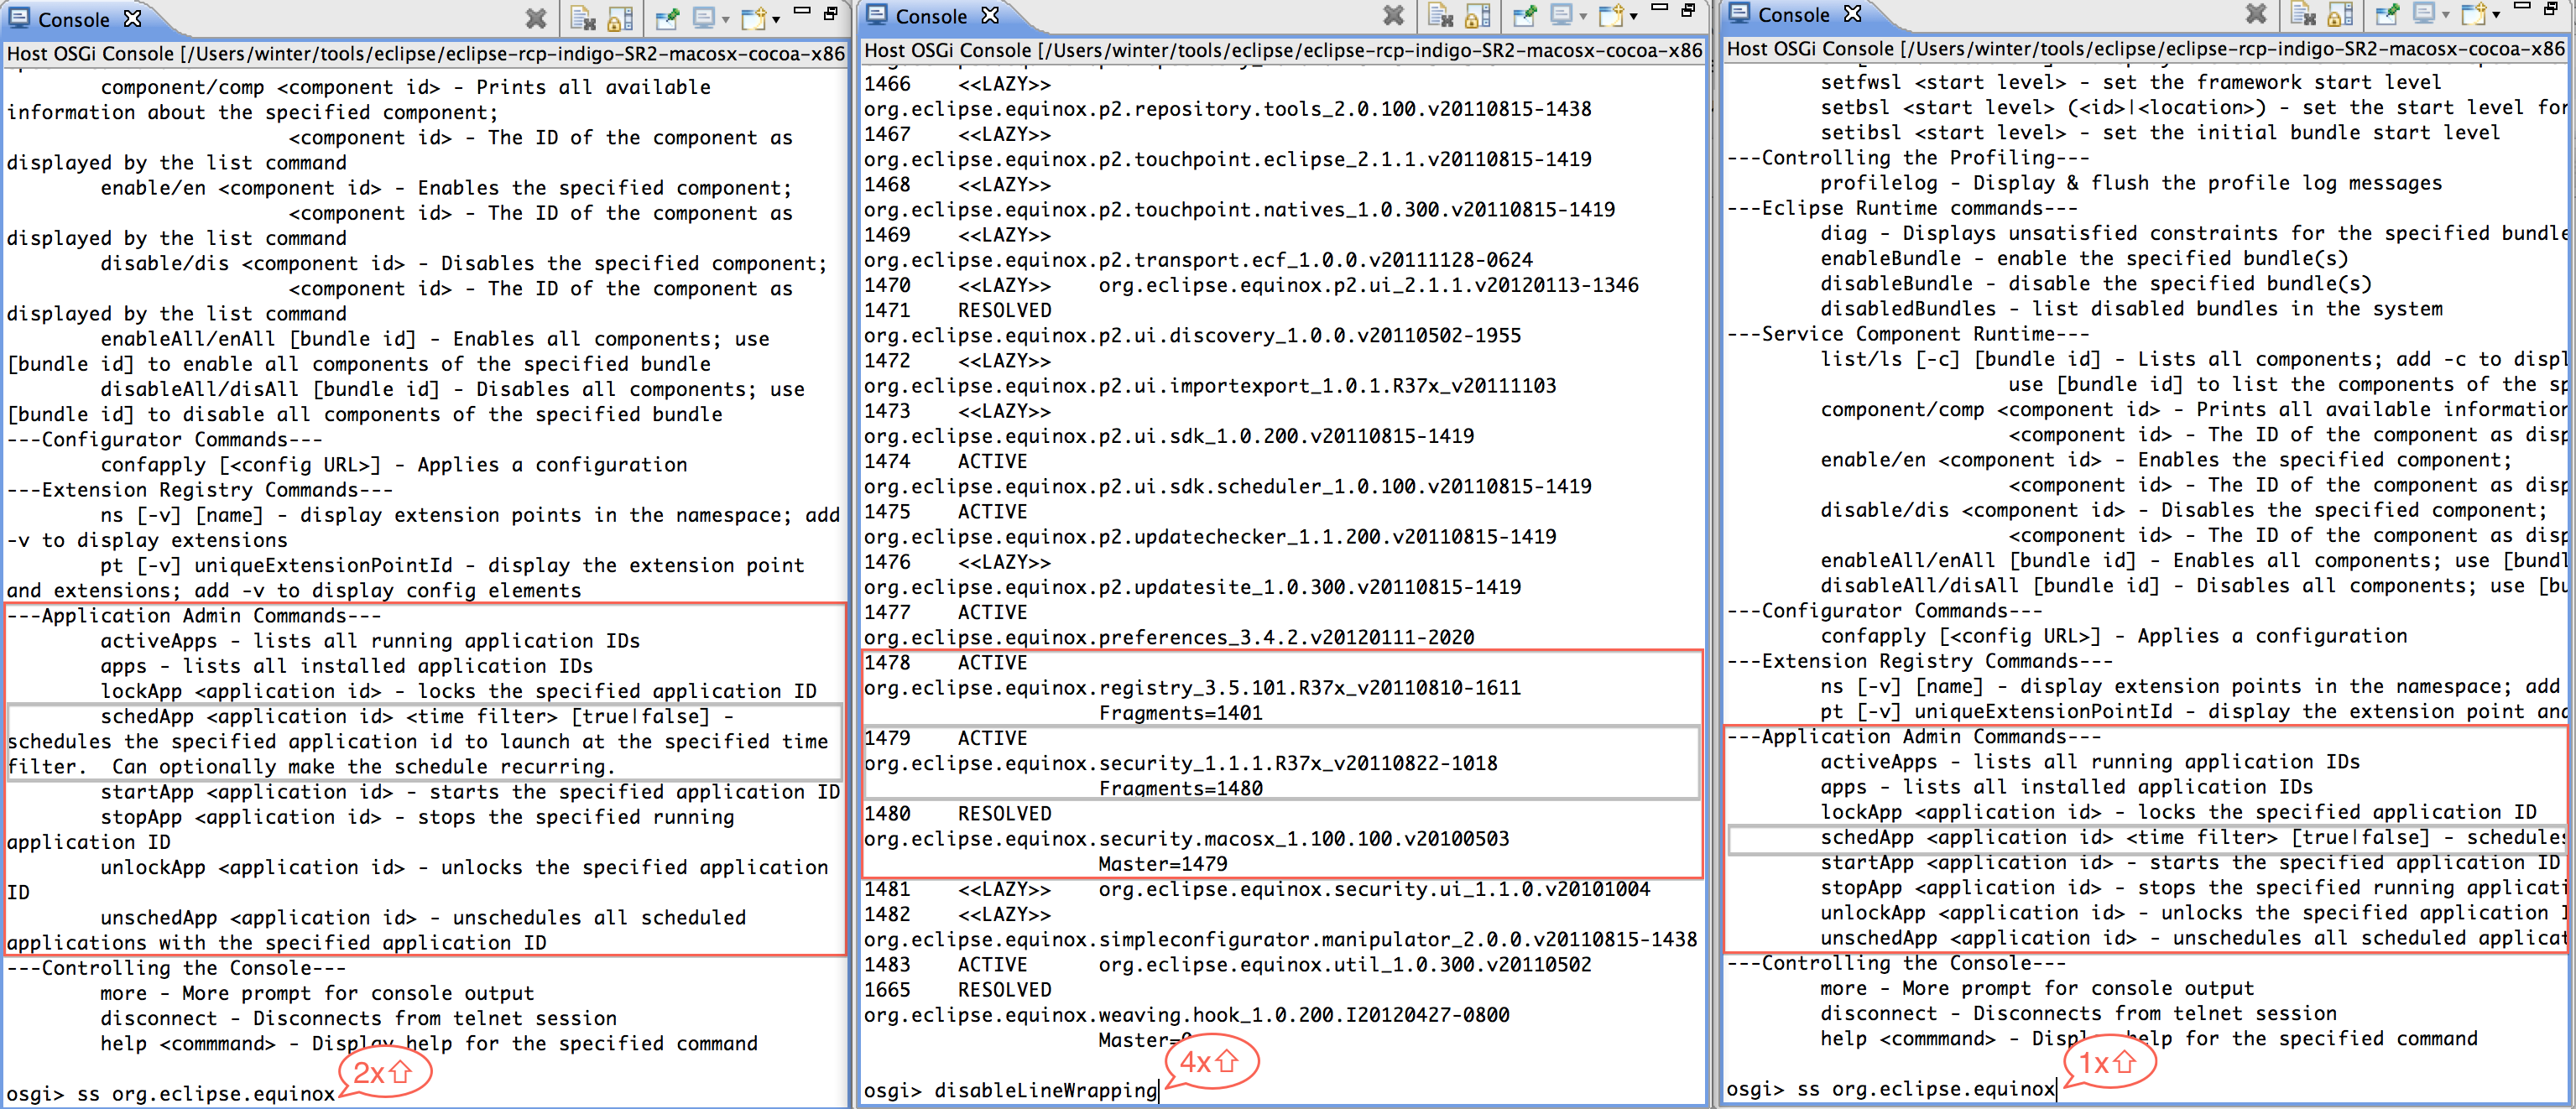 Console
Host OSGi Console [/Users/winter/tools/eclipse/eclipse-rcp-indigo-SR2-macosx-cocoa-x86
component/comp <component id> - Prints all available
information about the specified component;
<component id> - The ID of the component as
displayed by the list command
enable/en <component id> - Enables the specified component;
<component id> - The ID of the component as
displayed by the list command
disable/dis <component id> - Disables the specified component;
<component id> - The ID of the component as
displayed by the list command
enableAll/enAll [bundle id] - Enables all components; use
[bundle id] to enable all components of the specified bundle
disableAll/disAll [bundle id] - Disables all components; use
[bundle id] to disable all components of the specified bundle
---Configurator Commands---
confapply [<config URL>] - Applies a configuration
---Extension Registry Commands---
ns [-v] [name] - display extension points in the namespace; add
-v to display extensions
pt [-v] uniqueExtensionPointId - display the extension point
and extensions; add -v to display config elements
---Application Admin Commands---
activeApps - lists all running application IDs
apps - lists all installed application IDs
lockApp <application id> - locks the specified application ID
schedApp <application id> <time filter> [true|false] -
schedules the specified application id to launch at the specified time
filter.  Can optionally make the schedule recurring.
startApp <application id> - starts the specified application ID
stopApp <application id> - stops the specified running
application ID
unlockApp <application id> - unlocks the specified application
ID
unschedApp <application id> - unschedules all scheduled
applications with the specified application ID
---Controlling the Console---
more - More prompt for console output
disconnect - Disconnects from telnet session
help <commmand> - Display help for the specified command
2x⇧
osgi> ss org.eclipse.equinox
Console
Host OSGi Console [/Users/winter/tools/eclipse/eclipse-rcp-indigo-SR2-macosx-cocoa-x86
1466 <<LAZY>>
org.eclipse.equinox.p2.repository.tools_2.0.100.v20110815-1438
1467 <<LAZY>>
org.eclipse.equinox.p2.touchpoint.eclipse_2.1.1.v20110815-1419
1468 <<LAZY>>
org.eclipse.equinox.p2.touchpoint.natives_1.0.300.v20110815-1419
1469 <<LAZY>>
org.eclipse.equinox.p2.transport.ecf_1.0.0.v20111128-0624
1470 <<LAZY>> org.eclipse.equinox.p2.ui_2.1.1.v20120113-1346
1471 RESOLVED
org.eclipse.equinox.p2.ui.discovery_1.0.0.v20110502-1955
1472 <<LAZY>>
org.eclipse.equinox.p2.ui.importexport_1.0.1.R37x_v20111103
1473 <<LAZY>>
org.eclipse.equinox.p2.ui.sdk_1.0.200.v20110815-1419
1474 ACTIVE
org.eclipse.equinox.p2.ui.sdk.scheduler_1.0.100.v20110815-1419
1475 ACTIVE
org.eclipse.equinox.p2.updatechecker_1.1.200.v20110815-1419
1476 <<LAZY>>
org.eclipse.equinox.p2.updatesite_1.0.300.v20110815-1419
1477 ACTIVE
org.eclipse.equinox.preferences_3.4.2.v20120111-2020
1478 ACTIVE
org.eclipse.equinox.registry_3.5.101.R37x_v20110810-1611
Fragments=1401
1479 ACTIVE
org.eclipse.equinox.security_1.1.1.R37x_v20110822-1018
Fragments=1480
1480 RESOLVED
org.eclipse.equinox.security.macosx_1.100.100.v20100503
Master=1479
1481 <<LAZY>> org.eclipse.equinox.security.ui_1.1.0.v20101004
1482 <<LAZY>>
org.eclipse.equinox.simpleconfigurator.manipulator_2.0.0.v20110815-1438
1483 ACTIVE org.eclipse.equinox.util_1.0.300.v20110502
1665 RESOLVED
org.eclipse.equinox.weaving.hook_1.0.200.I20120427-0800
Master=
4x⇧
osgi> disableLineWrapping
Console
Host OSGi Console [/Users/winter/tools/eclipse/eclipse-rcp-indigo-SR2-macosx-cocoa-x86
setfwsl <start level> - set the framework start level
setbsl <start level> (<id>|<location>) - set the start level for
setibsl <start level> - set the initial bundle start level
---Controlling the Profiling---
profilelog - Display & flush the profile log messages
---Eclipse Runtime commands---
diag - Displays unsatisfied constraints for the specified bundle
enableBundle - enable the specified bundle(s)
disableBundle - disable the specified bundle(s)
disabledBundles - list disabled bundles in the system
---Service Component Runtime---
list/ls [-c] [bundle id] - Lists all components; add -c to displ
use [bundle id] to list the components of the sp
component/comp <component id> - Prints all available information
<component id> - The ID of the component as disp
enable/en <component id> - Enables the specified component;
<component id> - The ID of the component as disp
disable/dis <component id> - Disables the specified component;
<component id> - The ID of the component as disp
enableAll/enAll [bundle id] - Enables all components; use [bundl
disableAll/disAll [bundle id] - Disables all components; use [bu
---Configurator Commands---
confapply [<config URL>] - Applies a configuration
---Extension Registry Commands---
ns [-v] [name] - display extension points in the namespace; add
pt [-v] uniqueExtensionPointId - display the extension point and
---Application Admin Commands---
activeApps - lists all running application IDs
apps - lists all installed application IDs
lockApp <application id> - locks the specified application ID
schedApp <application id> <time filter> [true|false] - schedules
startApp <application id> - starts the specified application ID
stopApp <application id> - stops the specified running applicati
unlockApp <application id> - unlocks the specified application I
unschedApp <application id> - unschedules all scheduled applicat
---Controlling the Console---
more - More prompt for console output
disconnect - Disconnects from telnet session
help <commmand> - Display help for the specified command
1x⇧
osgi> ss org.eclipse.equinox